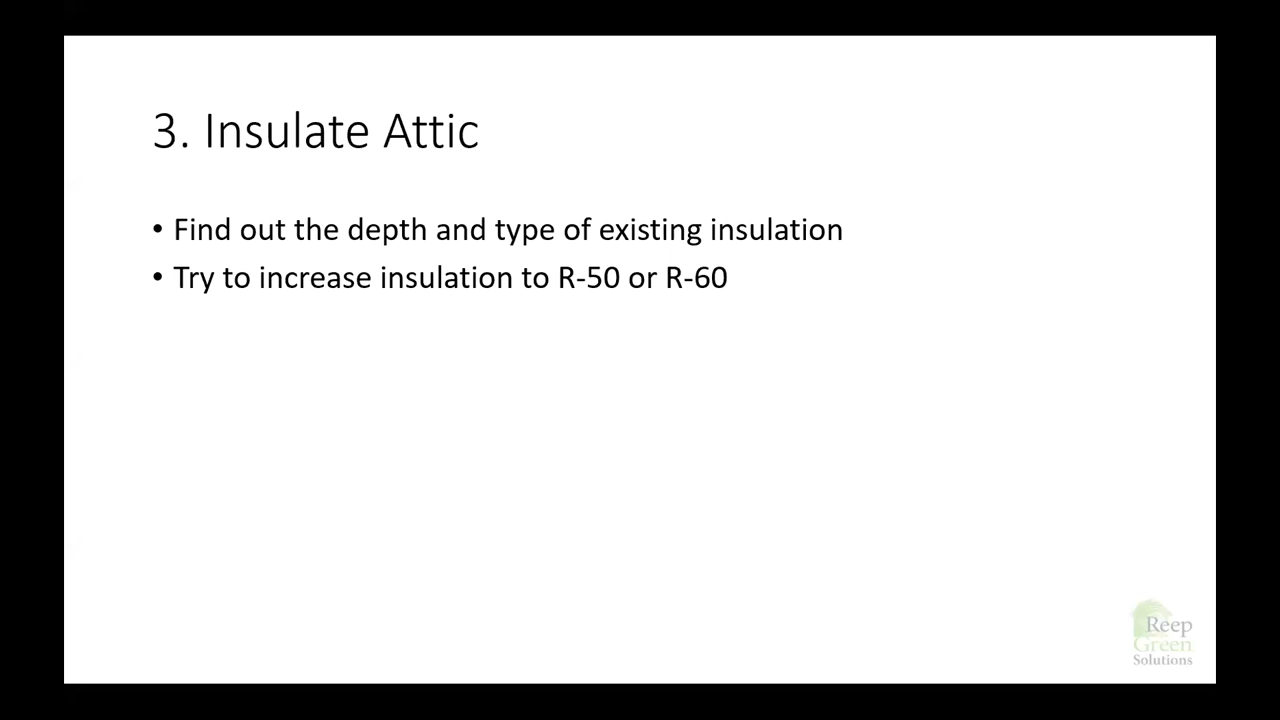 3. Insulate Attic
• Find out the depth and type of existing insulation
• Try to increase insulation to R-50 or R-60
Reep
Green
Solutions